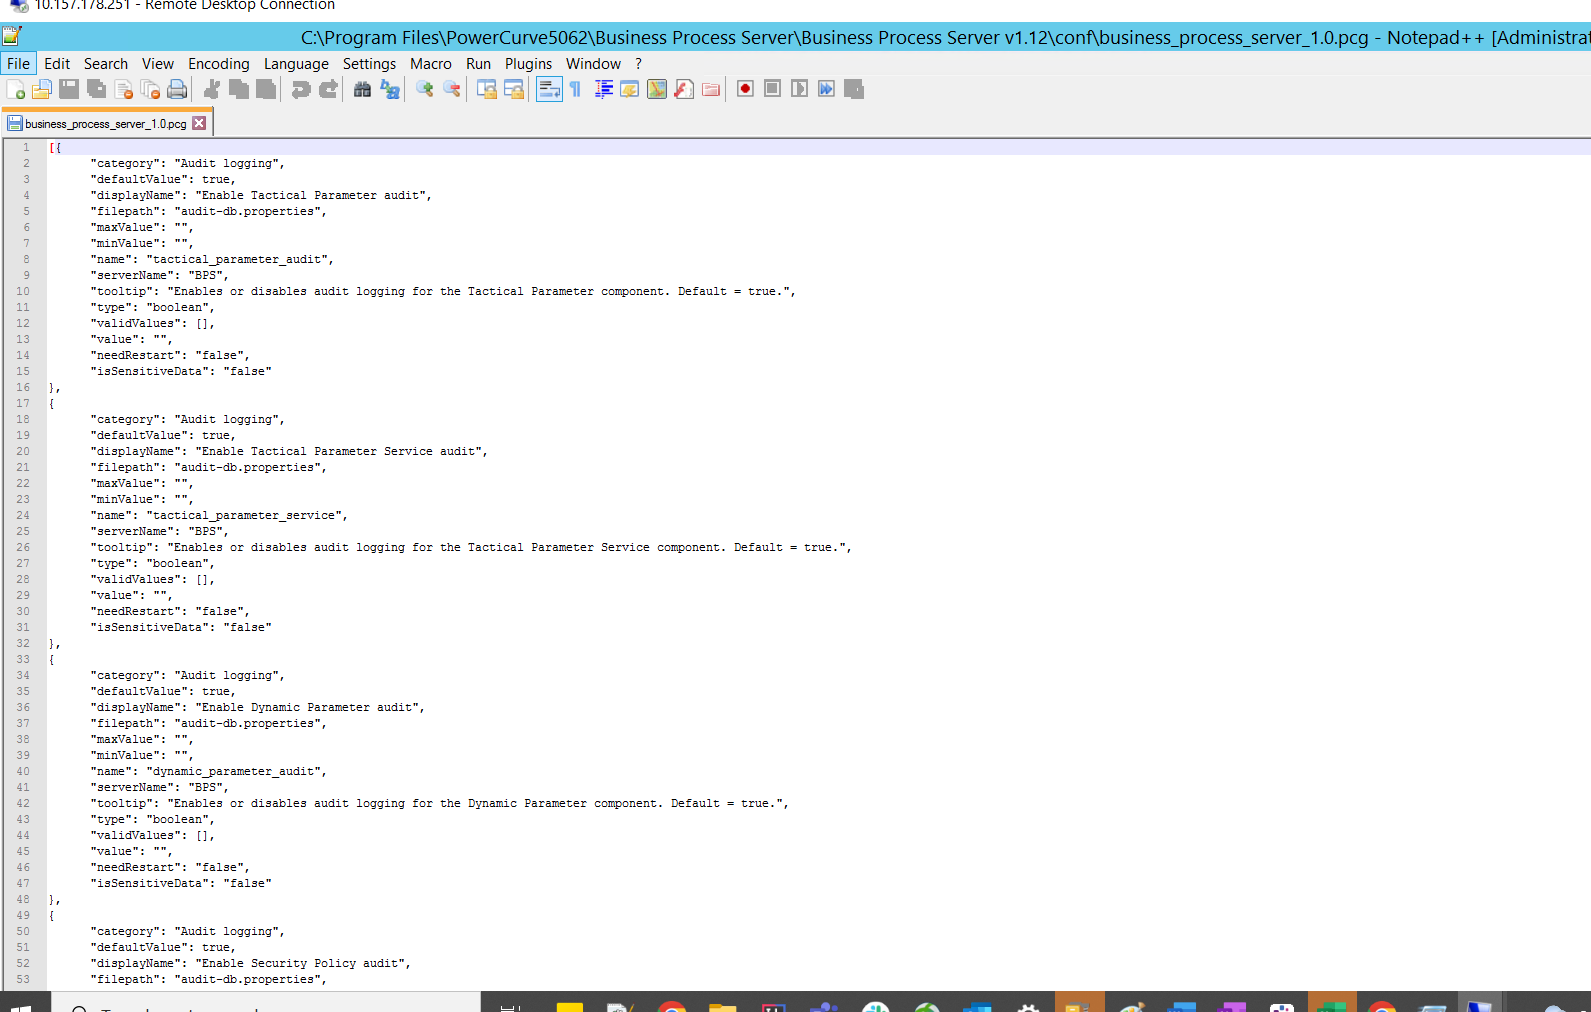 10.157.178.251 - Remote Desktop Connection
C:\Program Files\PowerCurve5062\Business Process Server\Business Process Server v1.12\conf\business_process_server_1.0.pcg - Notepad++ [Administrat
File Edit Search View Encoding Language Settings Macro Run Plugins Window ?
business_process_server_1.0.pcg
1 [{
2 "category": "Audit logging",
3 "defaultValue": true,
4 "displayName": "Enable Tactical Parameter audit",
5 "filepath": "audit-db.properties",
6 "maxValue": "",
7 "minValue": "",
8 "name": "tactical_parameter_audit",
9 "serverName": "BPS",
10 "tooltip": "Enables or disables audit logging for the Tactical Parameter component. Default = true.",
11 "type": "boolean",
12 "validValues": [],
13 "value": "",
14 "needRestart": "false",
15 "isSensitiveData": "false"
16 },
17 {
18 "category": "Audit logging",
19 "defaultValue": true,
20 "displayName": "Enable Tactical Parameter Service audit",
21 "filepath": "audit-db.properties",
22 "maxValue": "",
23 "minValue": "",
24 "name": "tactical_parameter_service",
25 "serverName": "BPS",
26 "tooltip": "Enables or disables audit logging for the Tactical Parameter Service component. Default = true.",
27 "type": "boolean",
28 "validValues": [],
29 "value": "",
30 "needRestart": "false",
31 "isSensitiveData": "false"
32 },
33 {
34 "category": "Audit logging",
35 "defaultValue": true,
36 "displayName": "Enable Dynamic Parameter audit",
37 "filepath": "audit-db.properties",
38 "maxValue": "",
39 "minValue": "",
40 "name": "dynamic_parameter_audit",
41 "serverName": "BPS",
42 "tooltip": "Enables or disables audit logging for the Dynamic Parameter component. Default = true.",
43 "type": "boolean",
44 "validValues": [],
45 "value": "",
46 "needRestart": "false",
47 "isSensitiveData": "false"
48 },
49 {
50 "category": "Audit logging",
51 "defaultValue": true,
52 "displayName": "Enable Security Policy audit",
53 "filepath": "audit-db.properties",